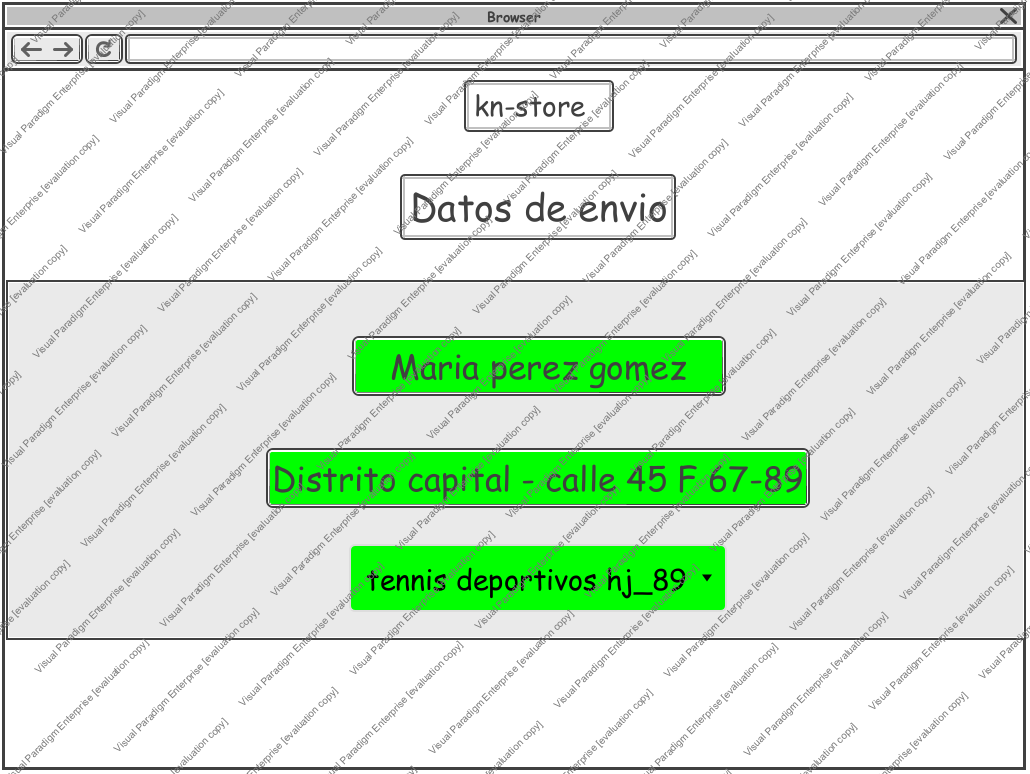 Browser
kn-store
Datos de envio
Maria perez gomez
Distrito capital - calle 45 F 67-89
tennis deportivos hj_89
Visual Paradigm Enterprise [evaluation copy]